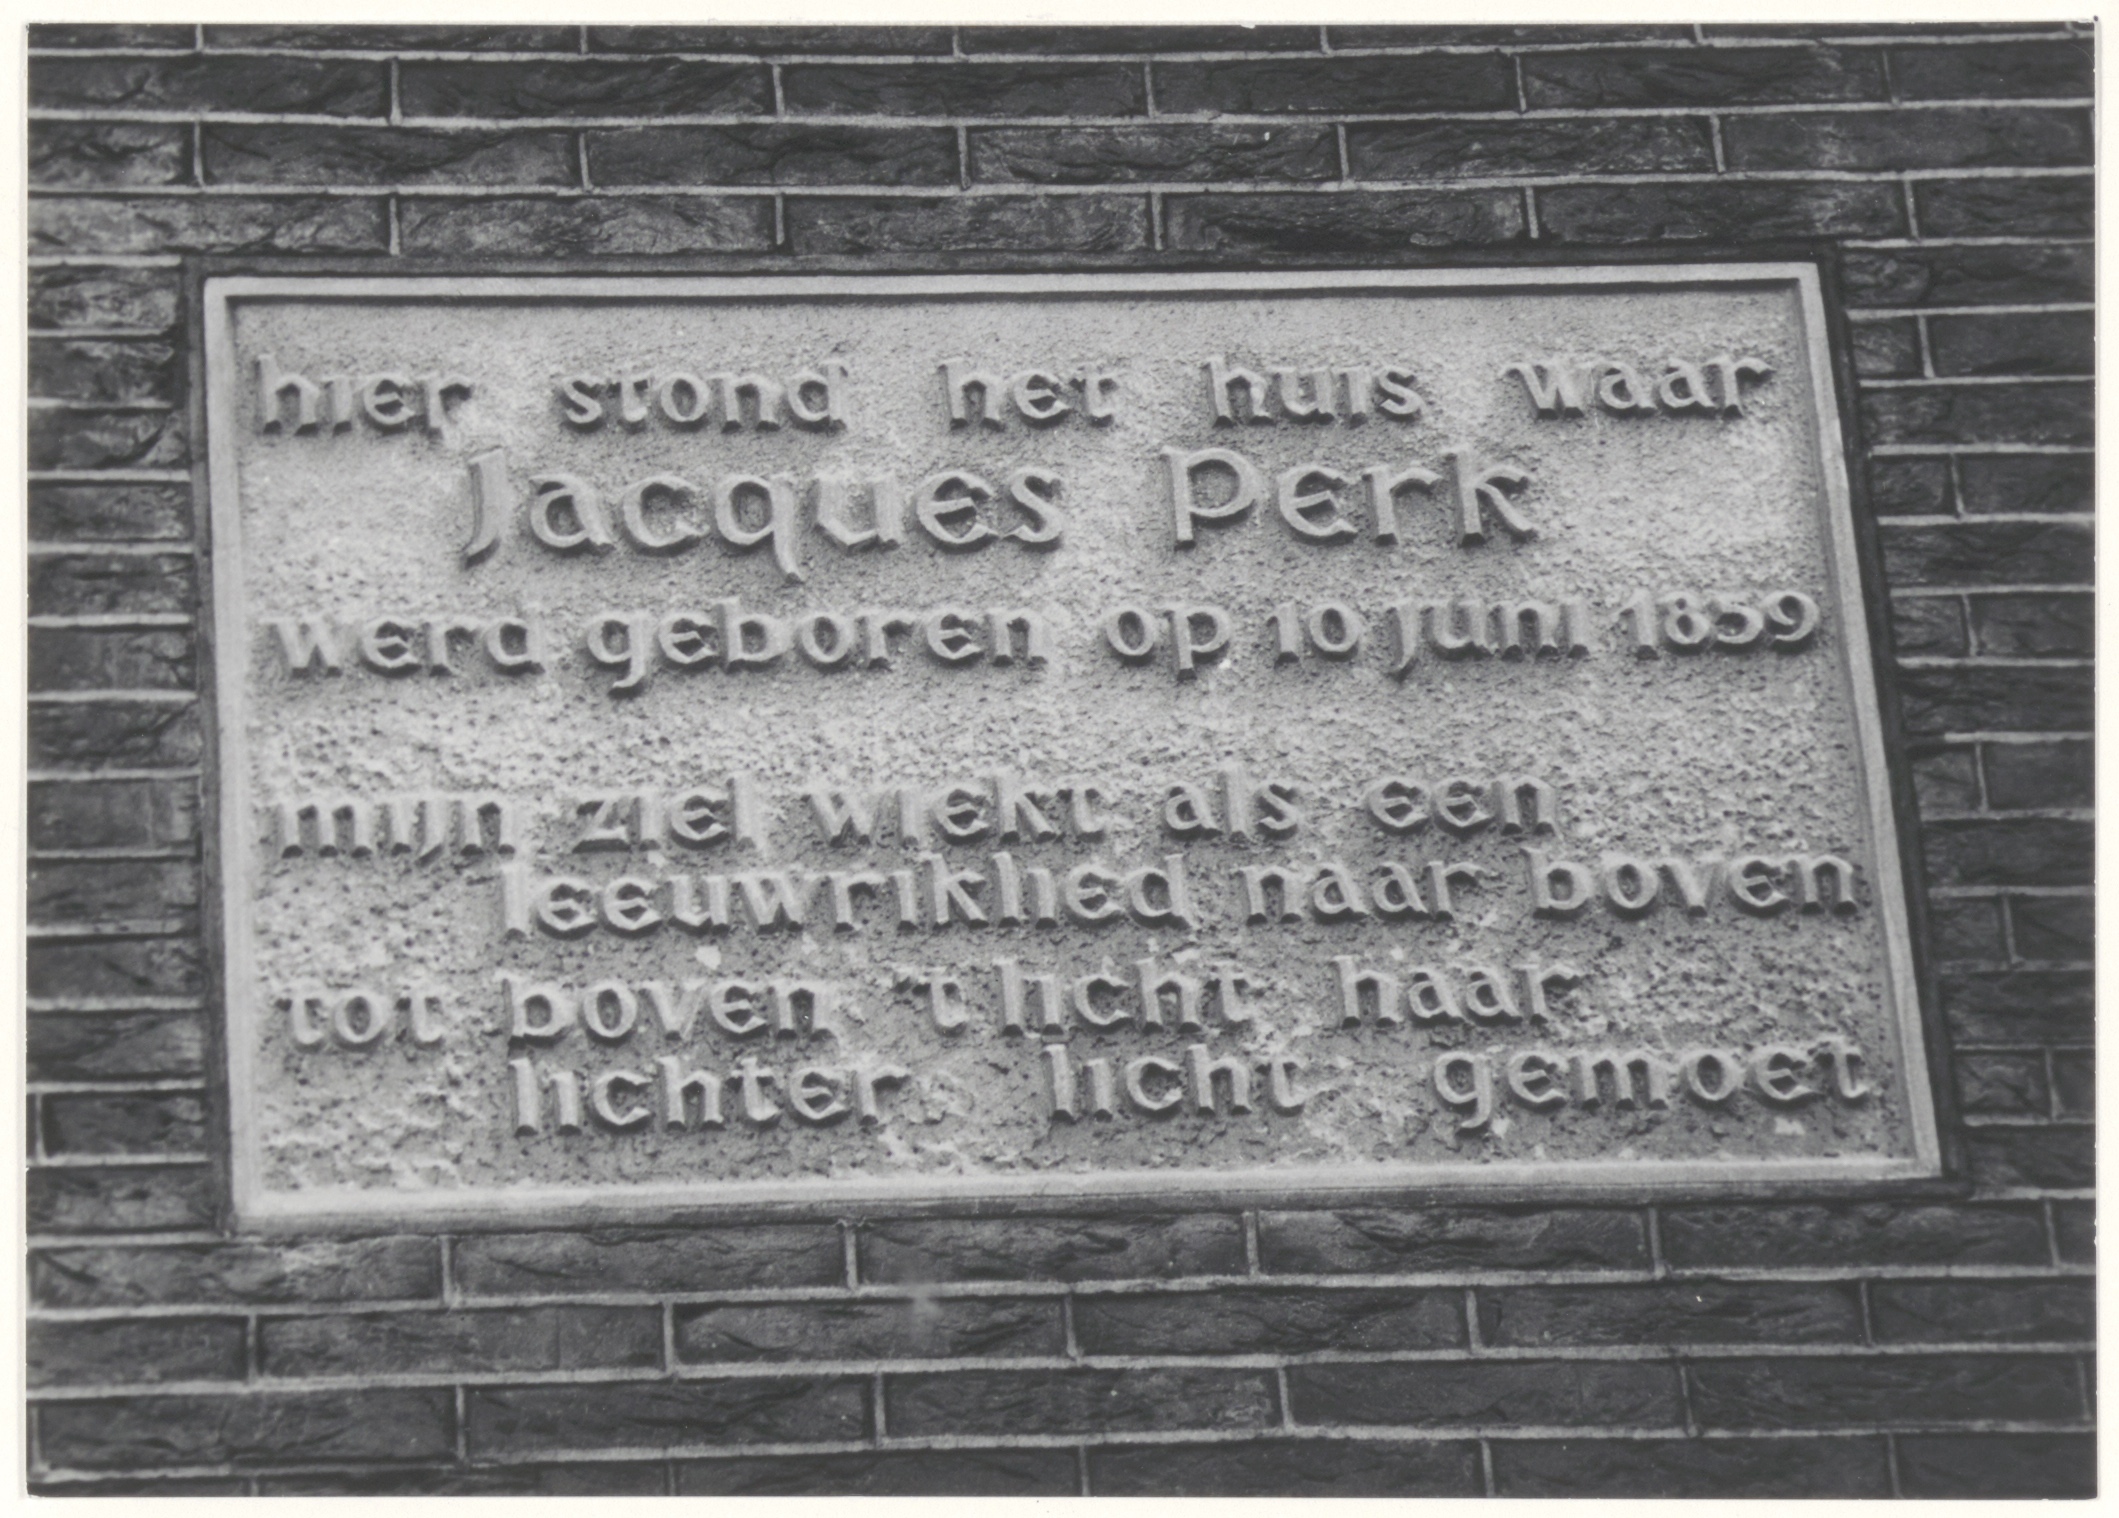 hier stond het huis waar
Jacques Perk
werd geboren op 10 juni 1859
mijn ziel wiekt als een
leeuwriklied naar boven
tot boven 't licht haar
lichter licht gemoet